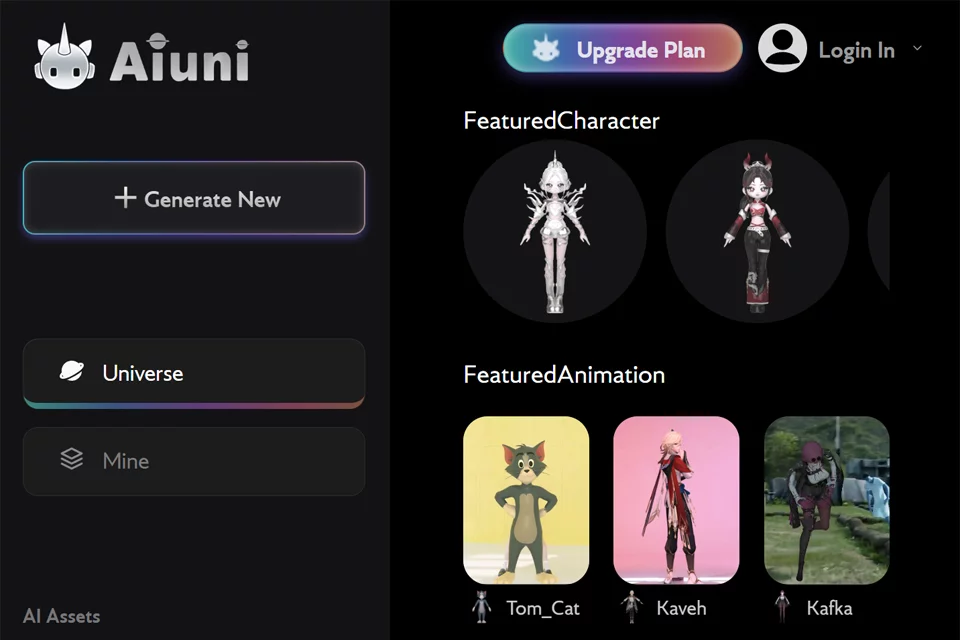 Aiuni
Upgrade Plan
Login In
Generate New
Universe
Mine
AI Assets
FeaturedCharacter
FeaturedAnimation
Tom_Cat
Kaveh
Kafka